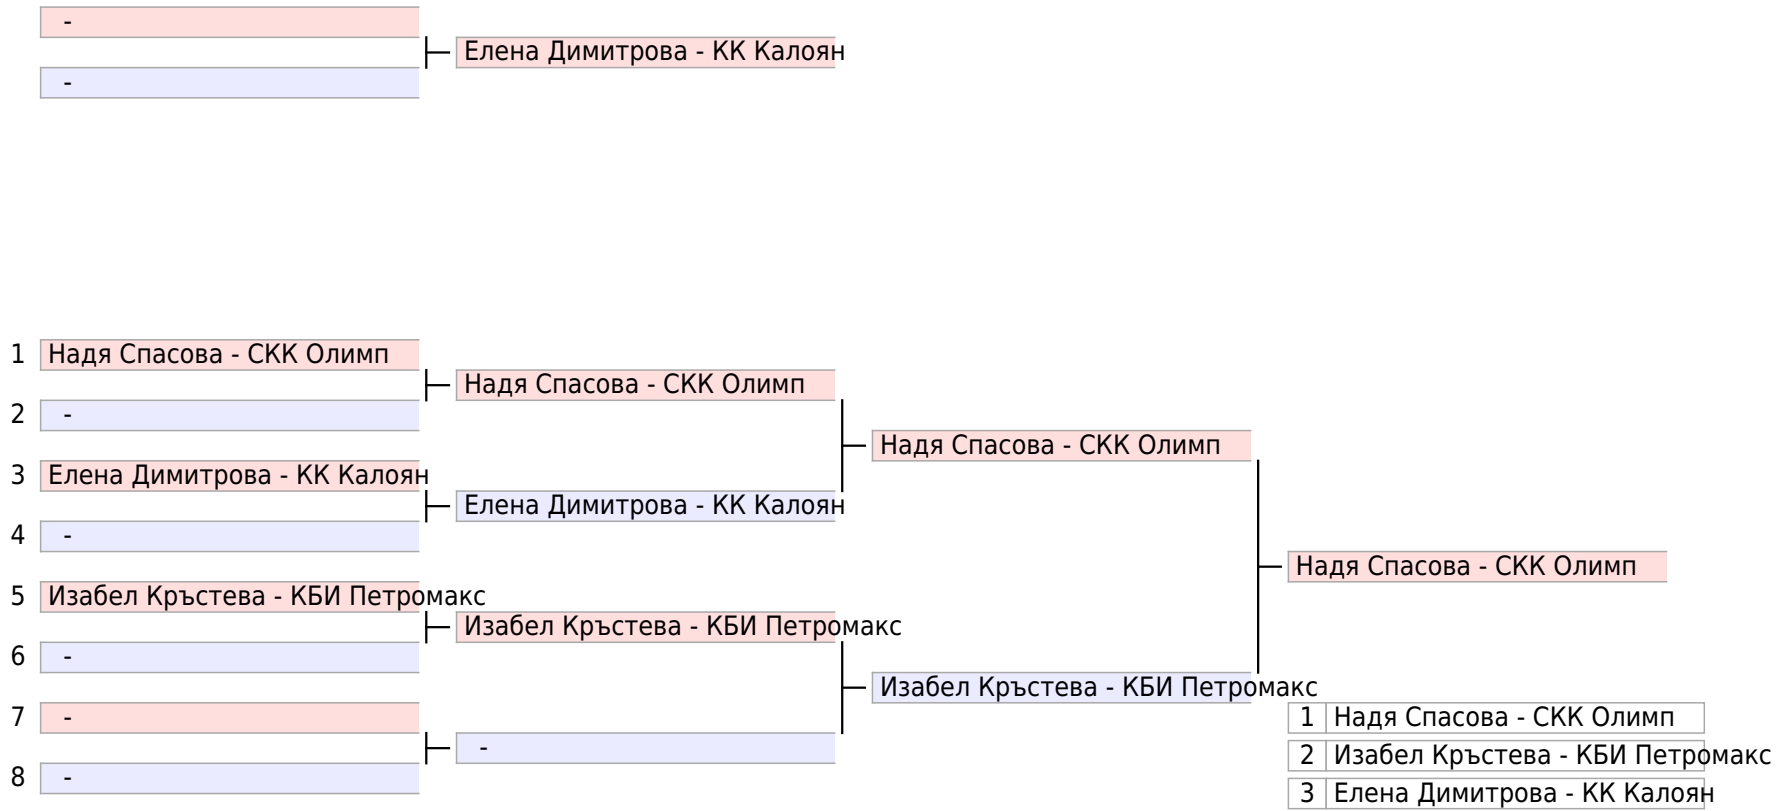 -
Елена Димитрова - КК Калоян
-
1 Надя Спасова - СКК Олимп
Надя Спасова - СКК Олимп
2 -
Надя Спасова - СКК Олимп
3 Елена Димитрова - КК Калоян
Елена Димитрова - КК Калоян
4 -
Надя Спасова - СКК Олимп
5 Изабел Кръстева - КБИ Петромакс
Изабел Кръстева - КБИ Петромакс
6 -
Изабел Кръстева - КБИ Петромакс
7 -
1 Надя Спасова - СКК Олимп
-
2 Изабел Кръстева - КБИ Петромакс
8 -
3 Елена Димитрова - КК Калоян